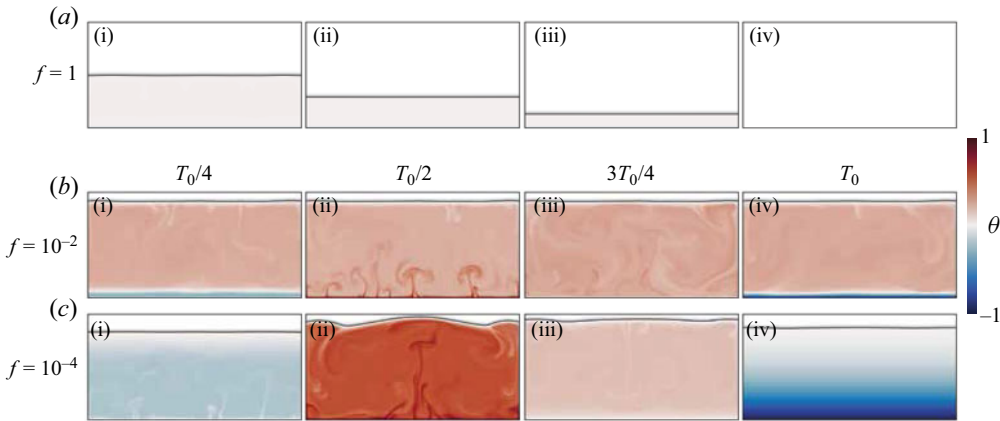 (a)
(i) (ii) (iii) (iv)
f = 1
T₀/4 T₀/2 3T₀/4 T₀
(b)
(i) (ii) (iii) (iv)
f = 10⁻²
(c)
(i) (ii) (iii) (iv)
f = 10⁻⁴
1
θ
−1